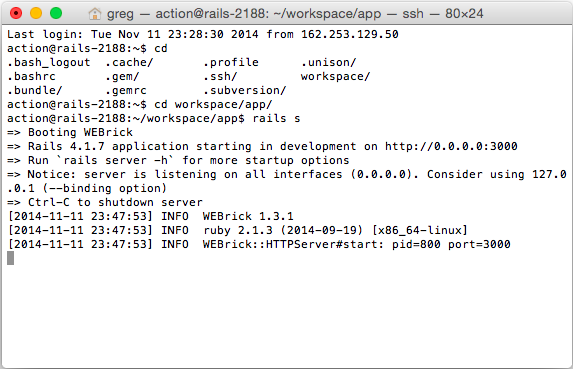 greg — action@rails-2188: ~/workspace/app — ssh — 80×24
Last login: Tue Nov 11 23:28:30 2014 from 162.253.129.50
action@rails-2188:~$ cd
.bash_logout  .cache/       .profile      .unison/
.bashrc       .gem/         .ssh/         workspace/
.bundle/      .gemrc        .subversion/
action@rails-2188:~$ cd workspace/app/
action@rails-2188:~/workspace/app$ rails s
=> Booting WEBrick
=> Rails 4.1.7 application starting in development on http://0.0.0.0:3000
=> Run `rails server -h` for more startup options
=> Notice: server is listening on all interfaces (0.0.0.0). Consider using 127.0
.0.1 (--binding option)
=> Ctrl-C to shutdown server
[2014-11-11 23:47:53] INFO  WEBrick 1.3.1
[2014-11-11 23:47:53] INFO  ruby 2.1.3 (2014-09-19) [x86_64-linux]
[2014-11-11 23:47:53] INFO  WEBrick::HTTPServer#start: pid=800 port=3000